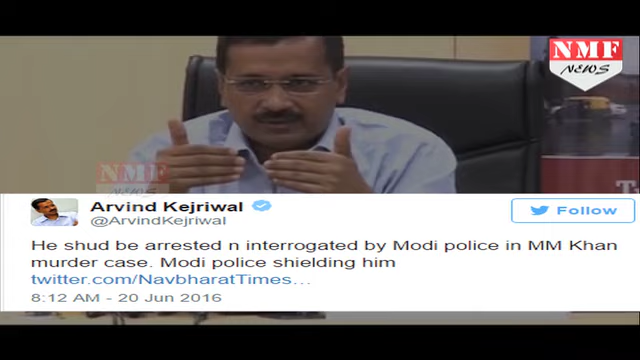 NMF
NEWS
NMF
Arvind Kejriwal
@ArvindKejriwal
Follow
He shud be arrested n interrogated by Modi police in MM Khan
murder case. Modi police shielding him
twitter.com/NavbharatTimes…
8:12 AM - 20 Jun 2016